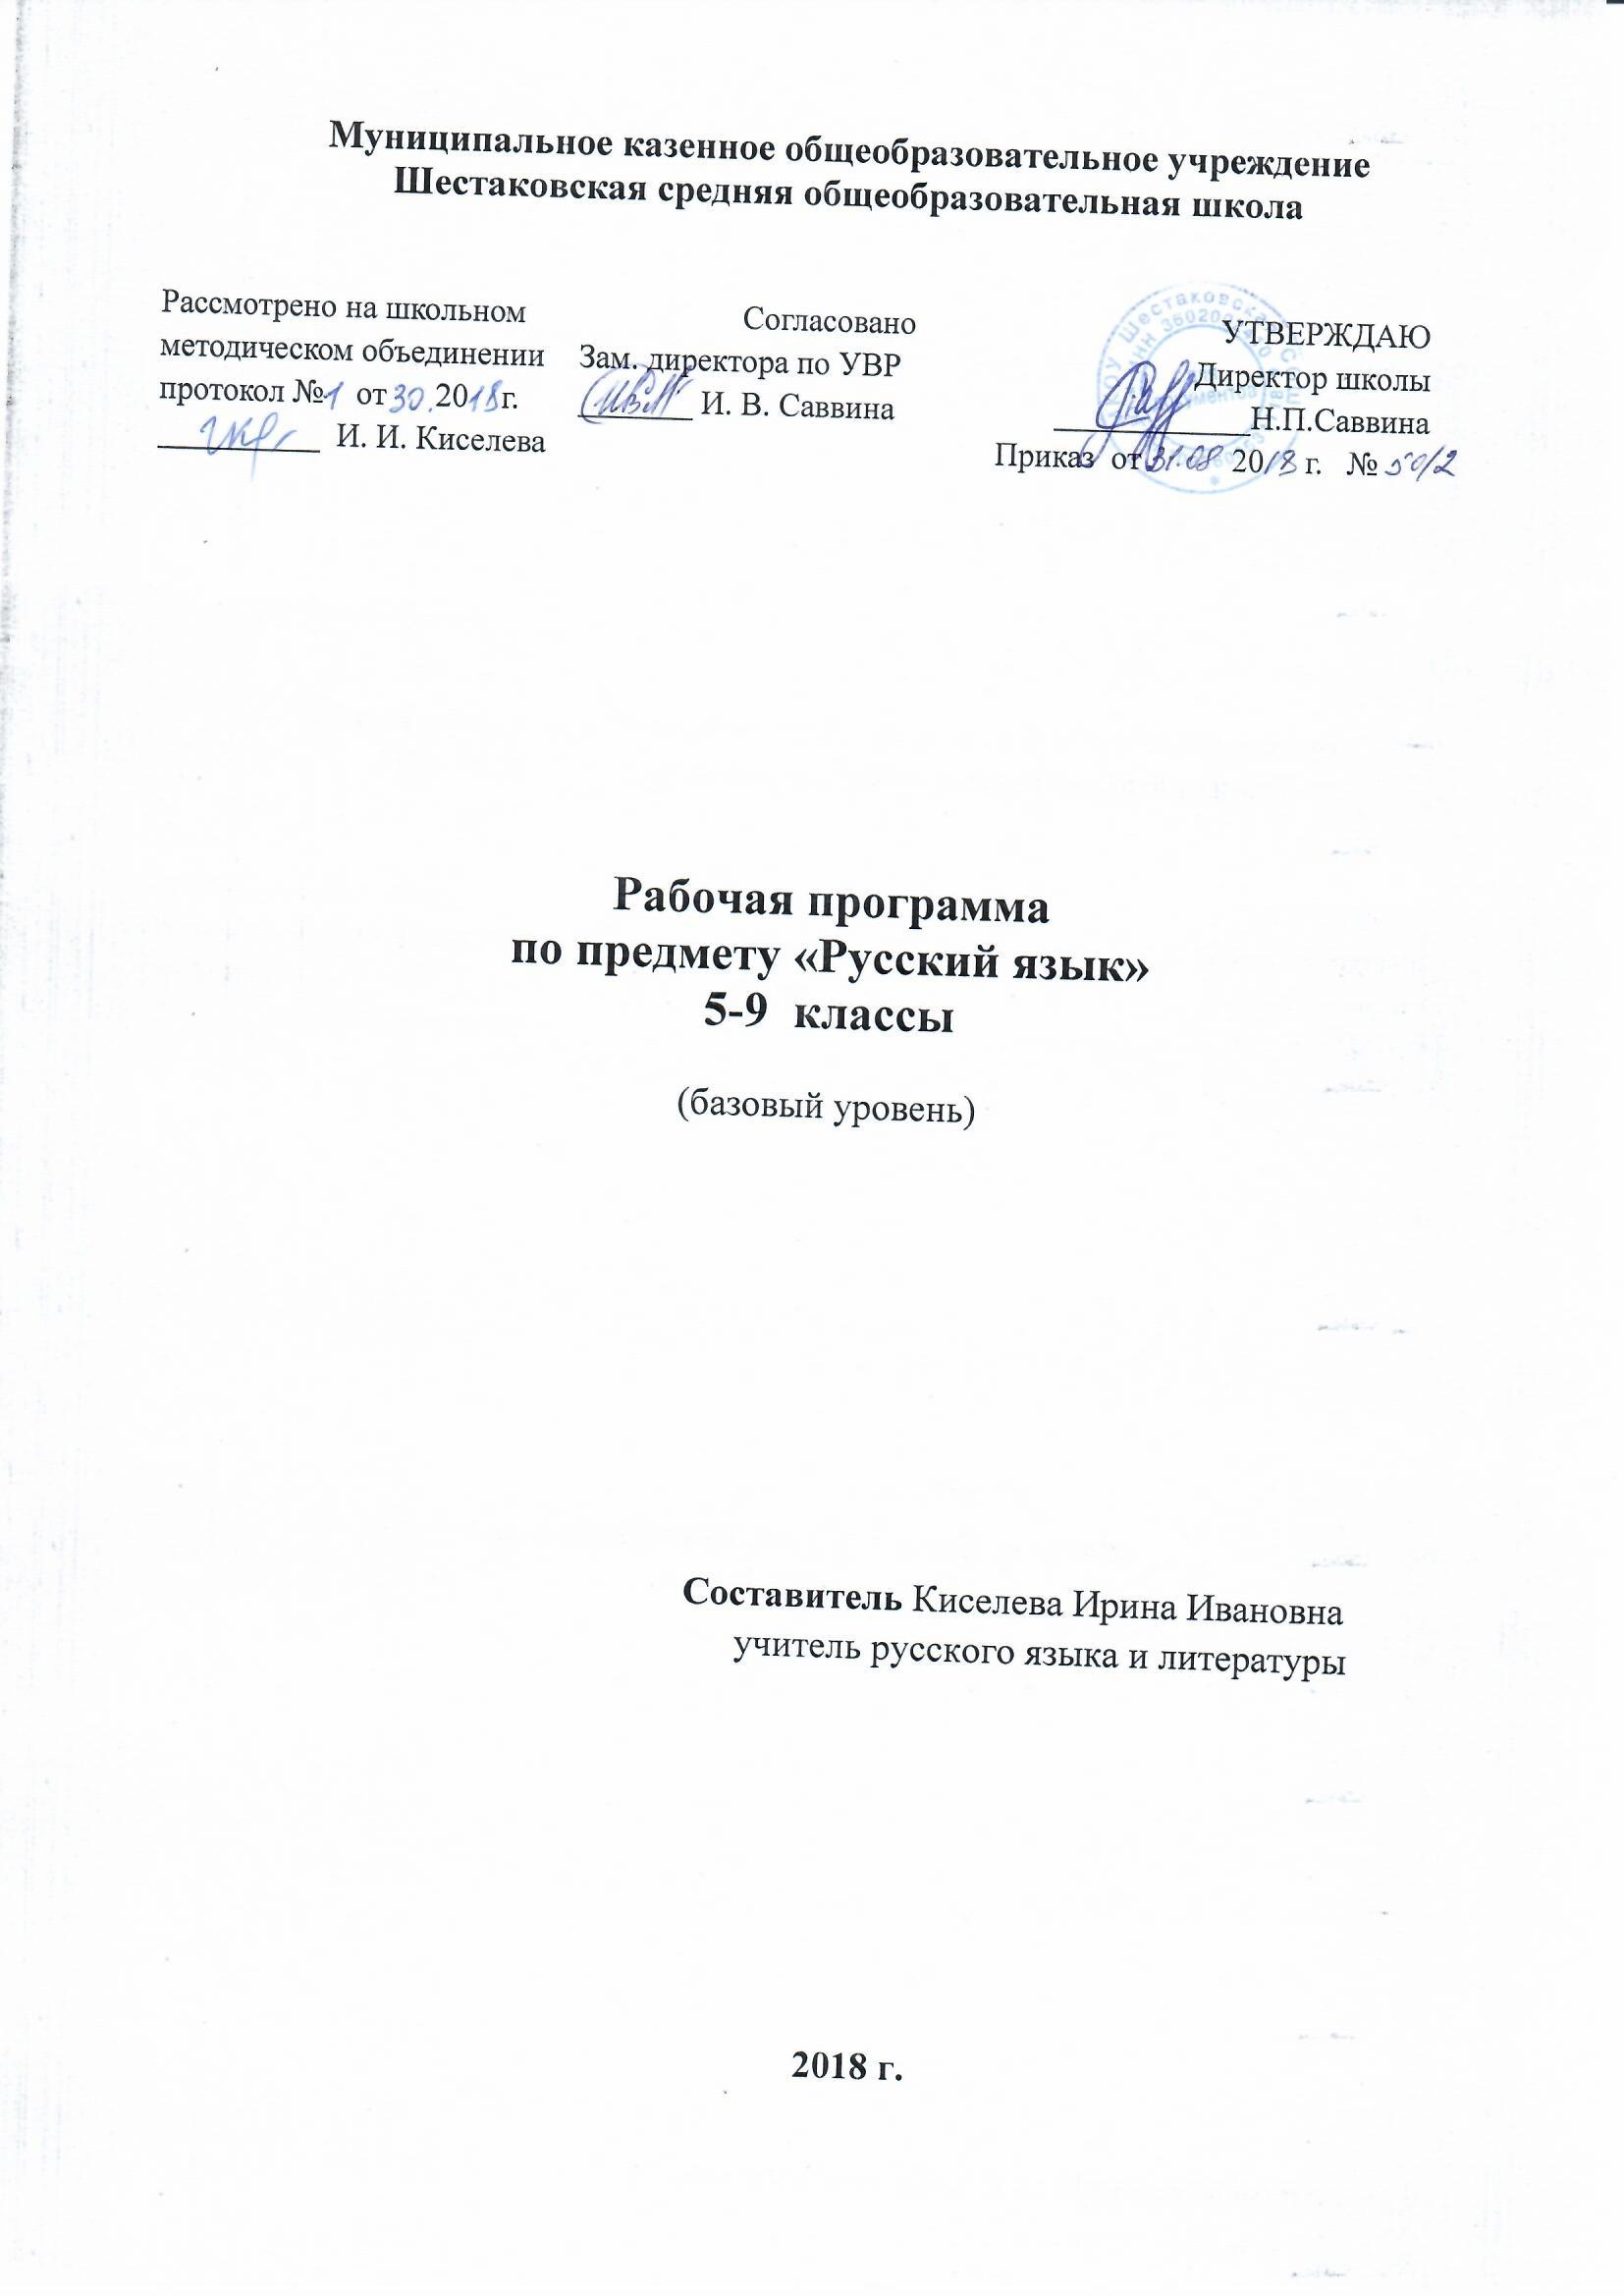 Муниципальное казенное общеобразовательное учреждение
Шестаковская средняя общеобразовательная школа
Рассмотрено на школьном
методическом объединении
протокол №1 от 30.2018г.
И. И. Киселева
Согласовано
Зам. директора по УВР
И. В. Саввина
УТВЕРЖДАЮ
Директор школы
Н.П.Саввина
Приказ от 31.08 2018 г. № 50/2
Рабочая программа
по предмету «Русский язык»
5-9 классы
(базовый уровень)
Составитель Киселева Ирина Ивановна
учитель русского языка и литературы
2018 г.